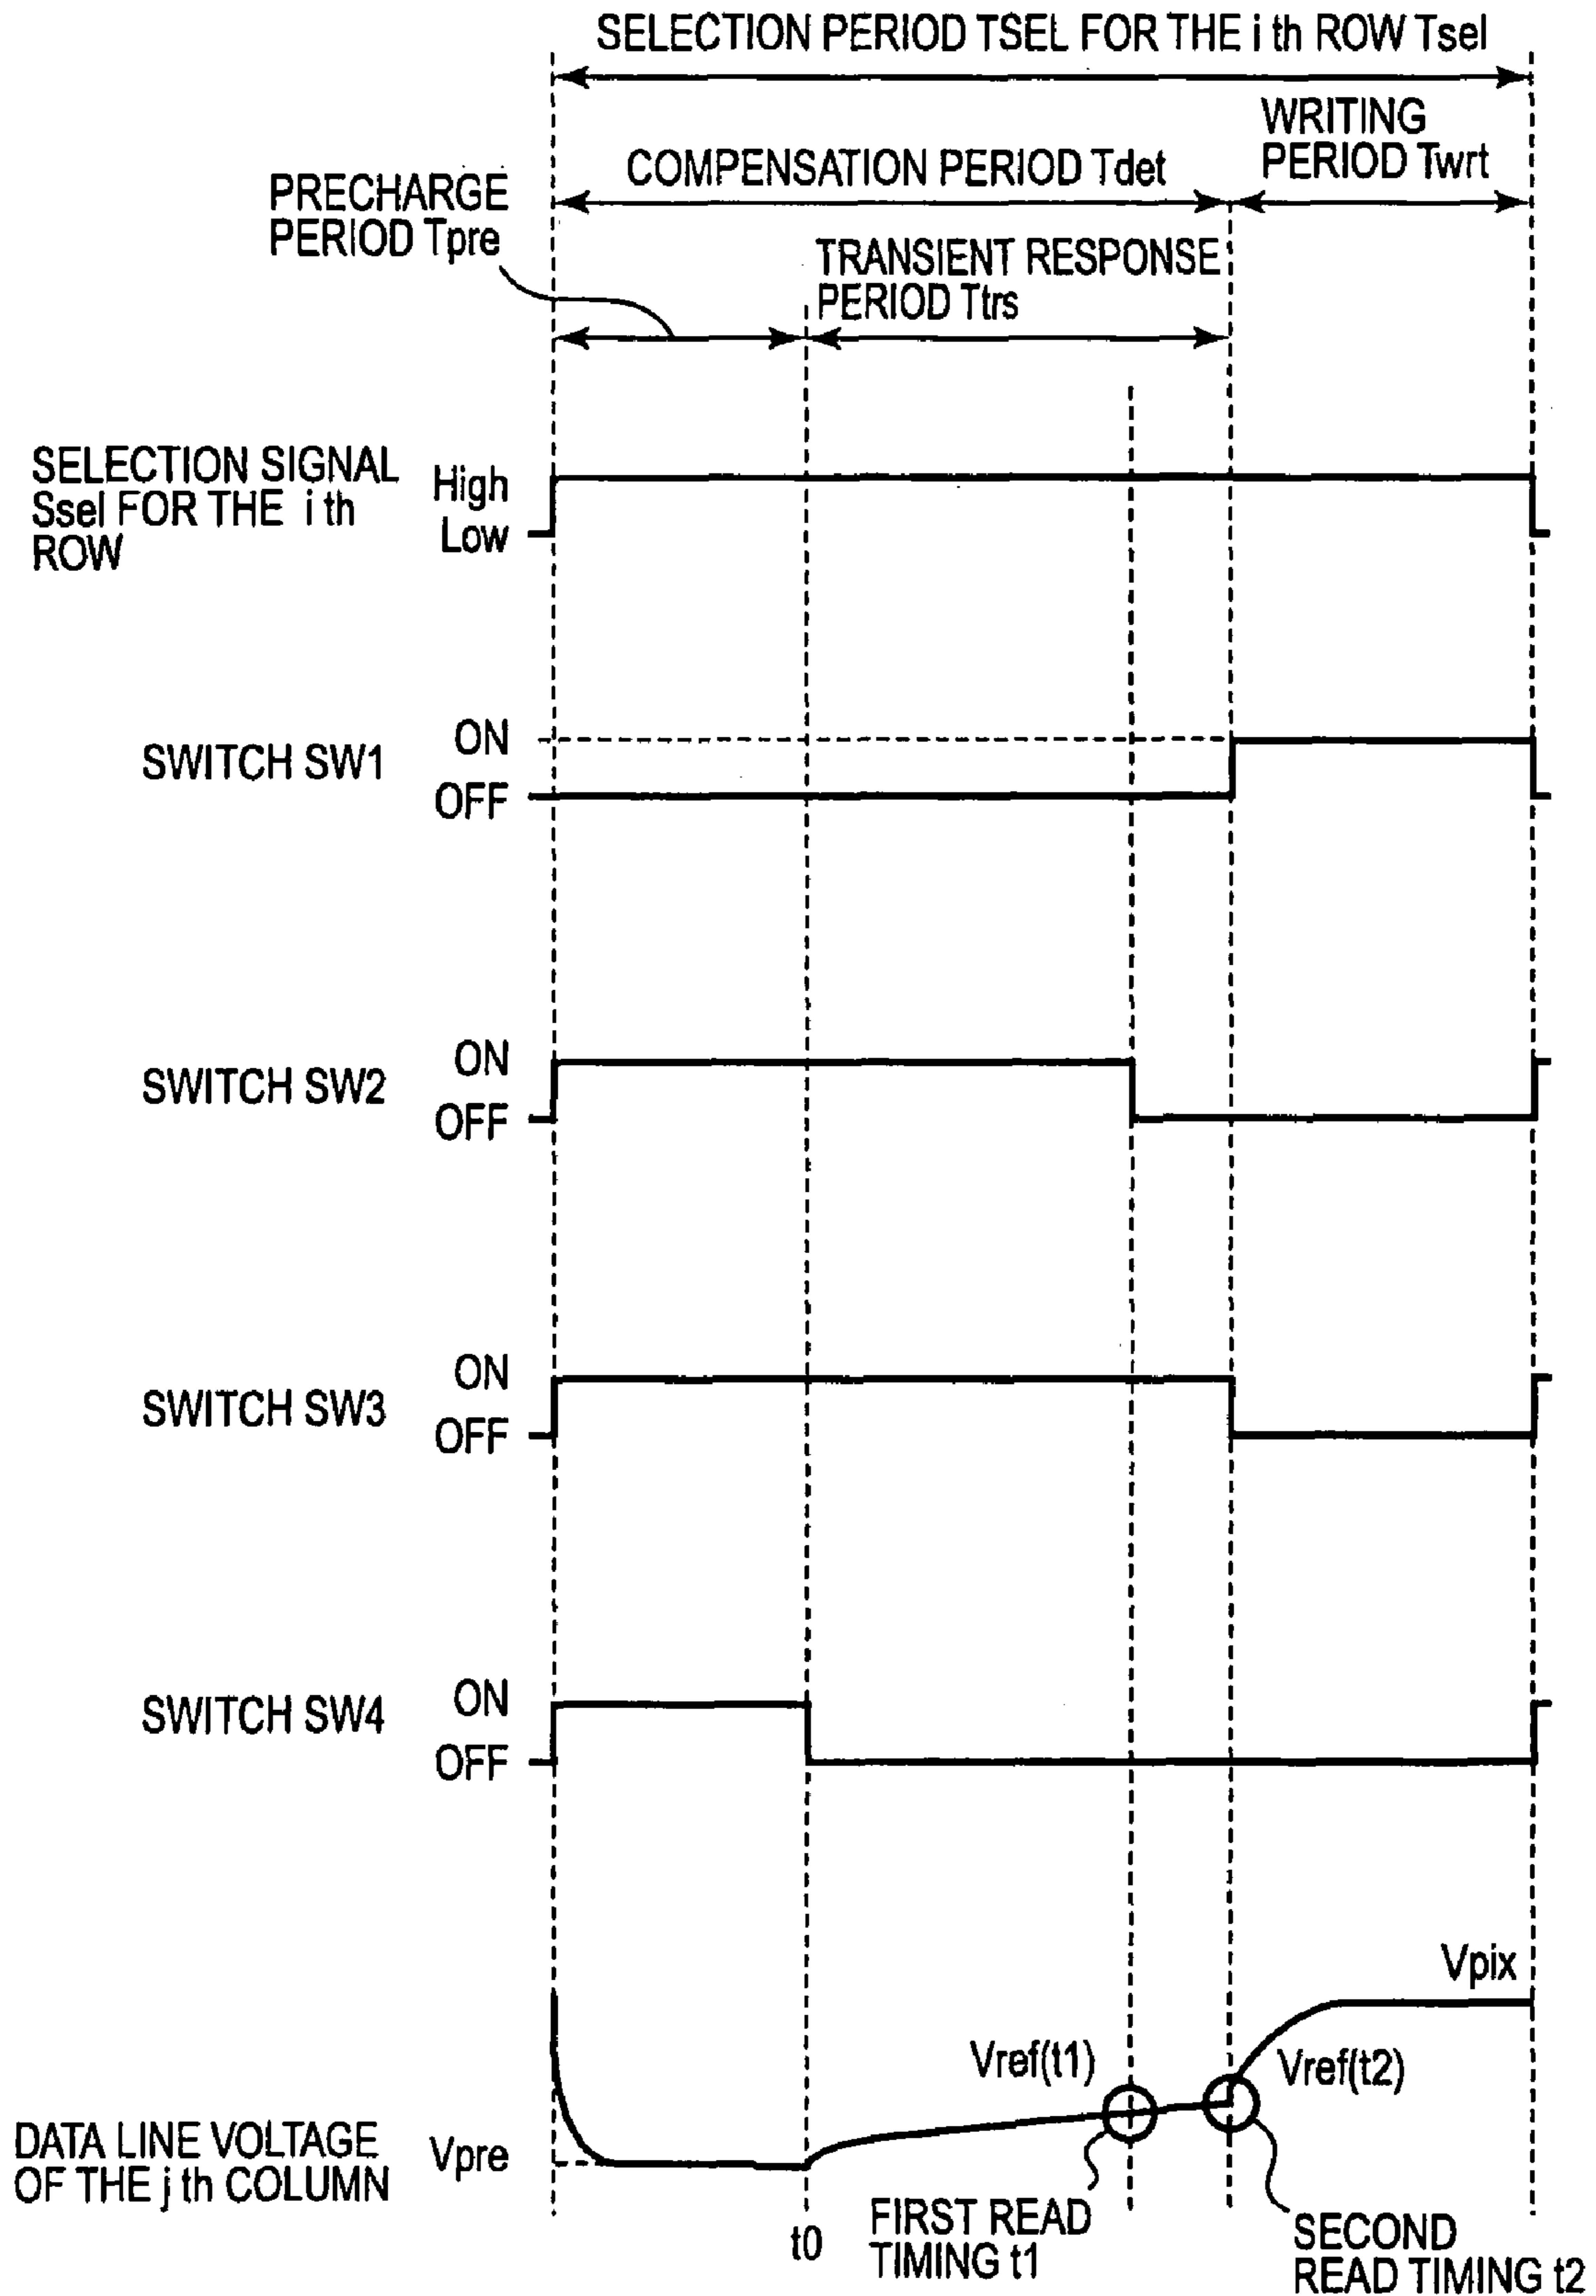 SELECTION PERIOD TSEL FOR THE i th ROW Tsel
WRITING
PERIOD Twrt
COMPENSATION PERIOD Tdet
PRECHARGE
PERIOD Tpre
TRANSIENT RESPONSE
PERIOD Ttrs
SELECTION SIGNAL
Ssel FOR THE i th
ROW
High
Low
SWITCH SW1
ON
OFF
SWITCH SW2
ON
OFF
SWITCH SW3
ON
OFF
SWITCH SW4
ON
OFF
Vpix
Vref(t1)
Vref(t2)
DATA LINE VOLTAGE
OF THE j th COLUMN
Vpre
t0
FIRST READ
TIMING t1
SECOND
READ TIMING t2